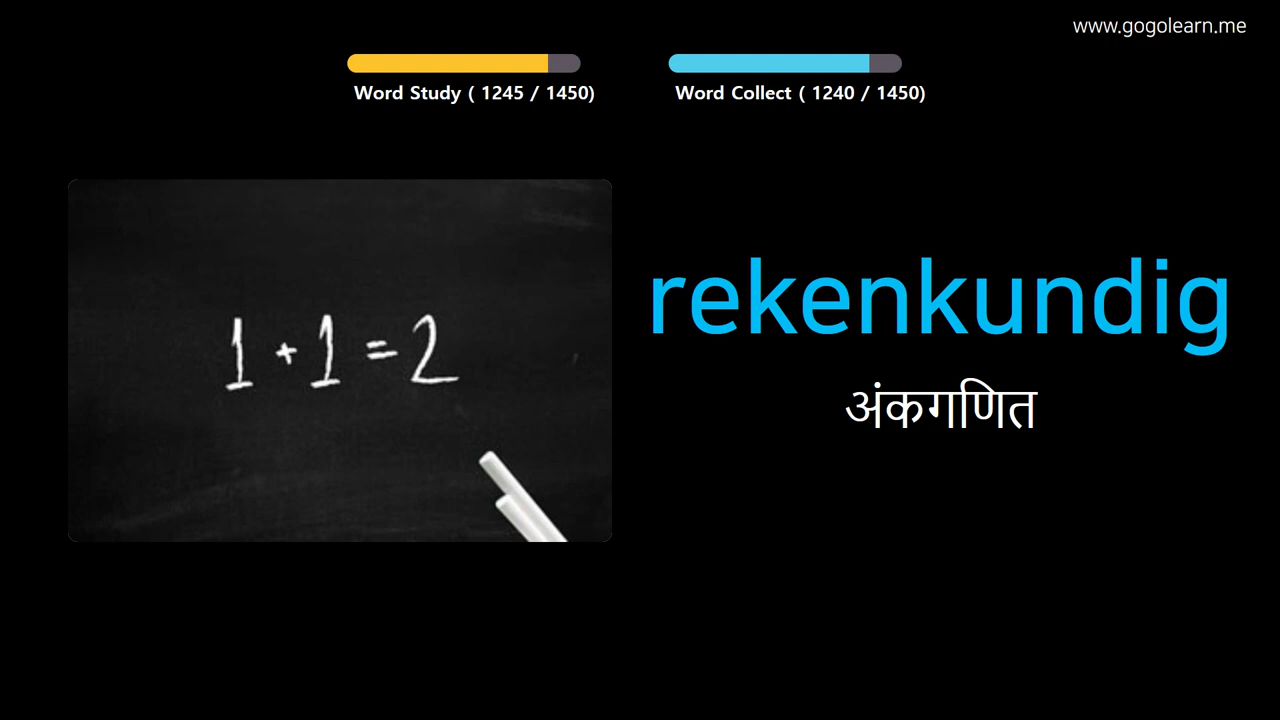 www.gogolearn.me
Word Study ( 1245 / 1450)
Word Collect ( 1240 / 1450)
1 + 1 = 2
rekenkundig
अंकगणित